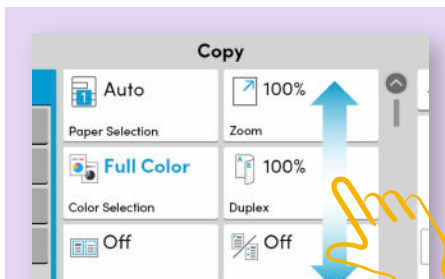 Copy
Auto
100%
Paper Selection
Zoom
Full Color
100%
Color Selection
Duplex
Off
Off